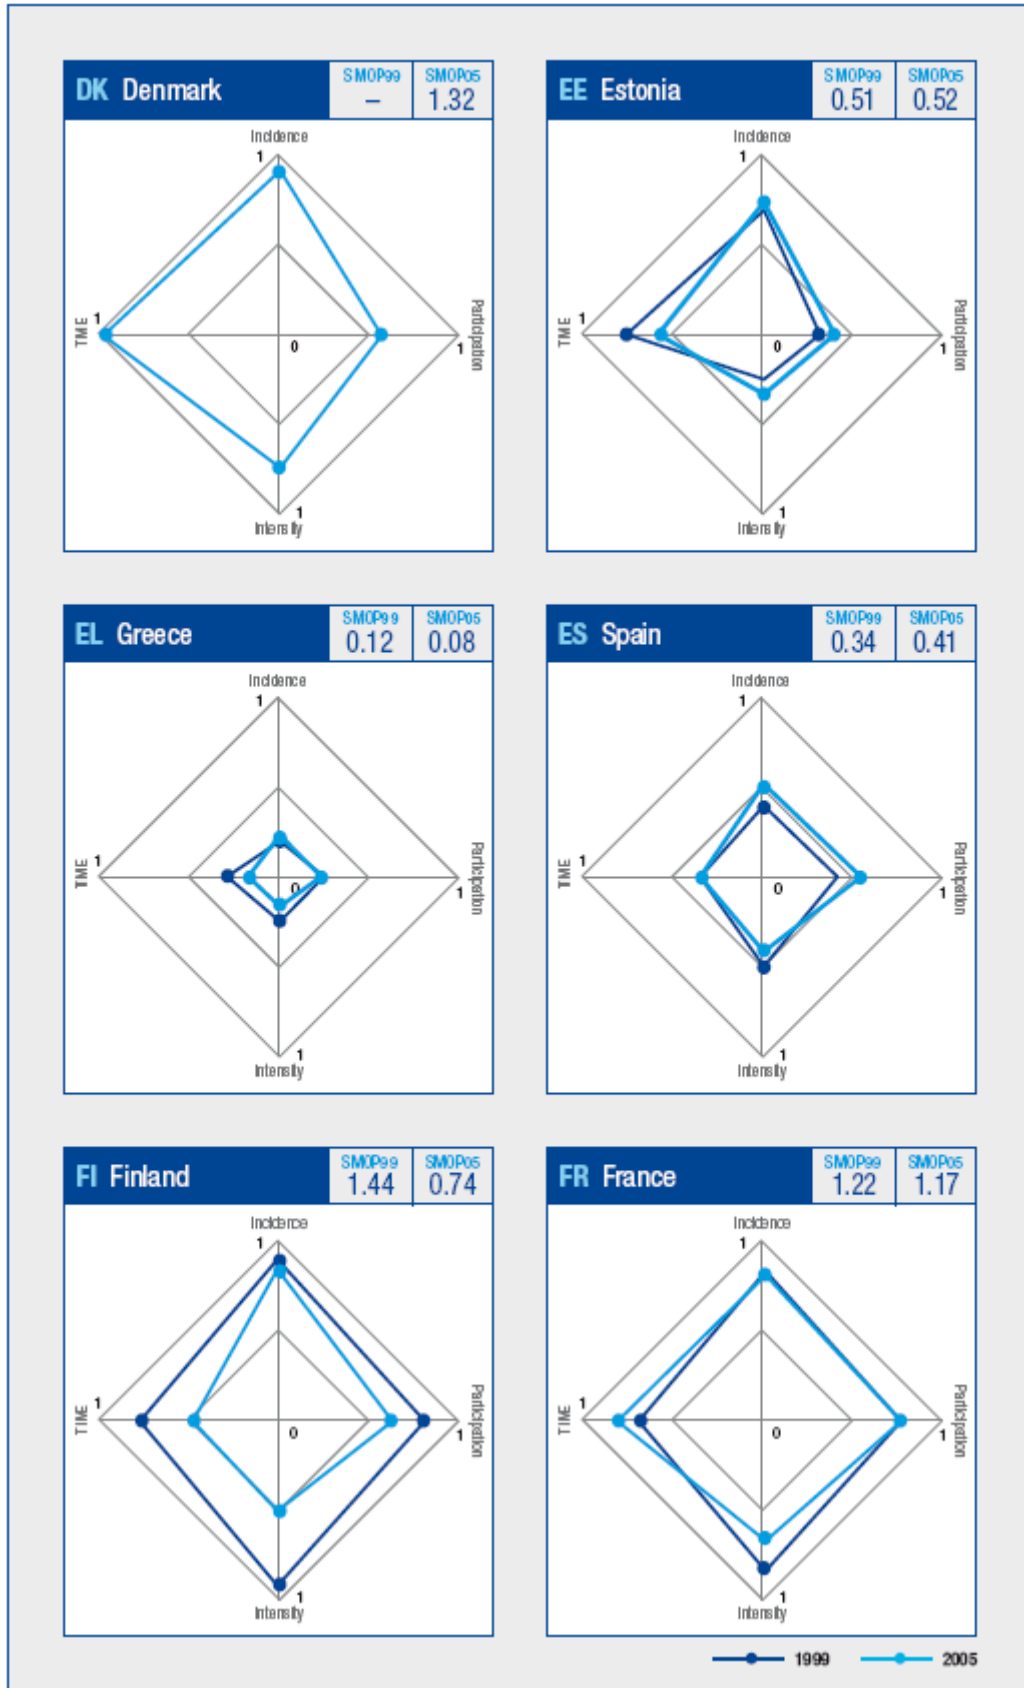 DK Denmark
SMOP99
–
SMOP05
1.32
Incidence
1
TIME
1
0
Participation
1
1
Intensity
EE Estonia
SMOP99
0.51
SMOP05
0.52
Incidence
1
TIME
1
0
Participation
1
1
Intensity
EL Greece
SMOP99
0.12
SMOP05
0.08
Incidence
1
TIME
1
0
Participation
1
1
Intensity
ES Spain
SMOP99
0.34
SMOP05
0.41
Incidence
1
TIME
1
0
Participation
1
1
Intensity
FI Finland
SMOP99
1.44
SMOP05
0.74
Incidence
1
TIME
1
0
Participation
1
1
Intensity
FR France
SMOP99
1.22
SMOP05
1.17
Incidence
1
TIME
1
0
Participation
1
1
Intensity
1999
2005